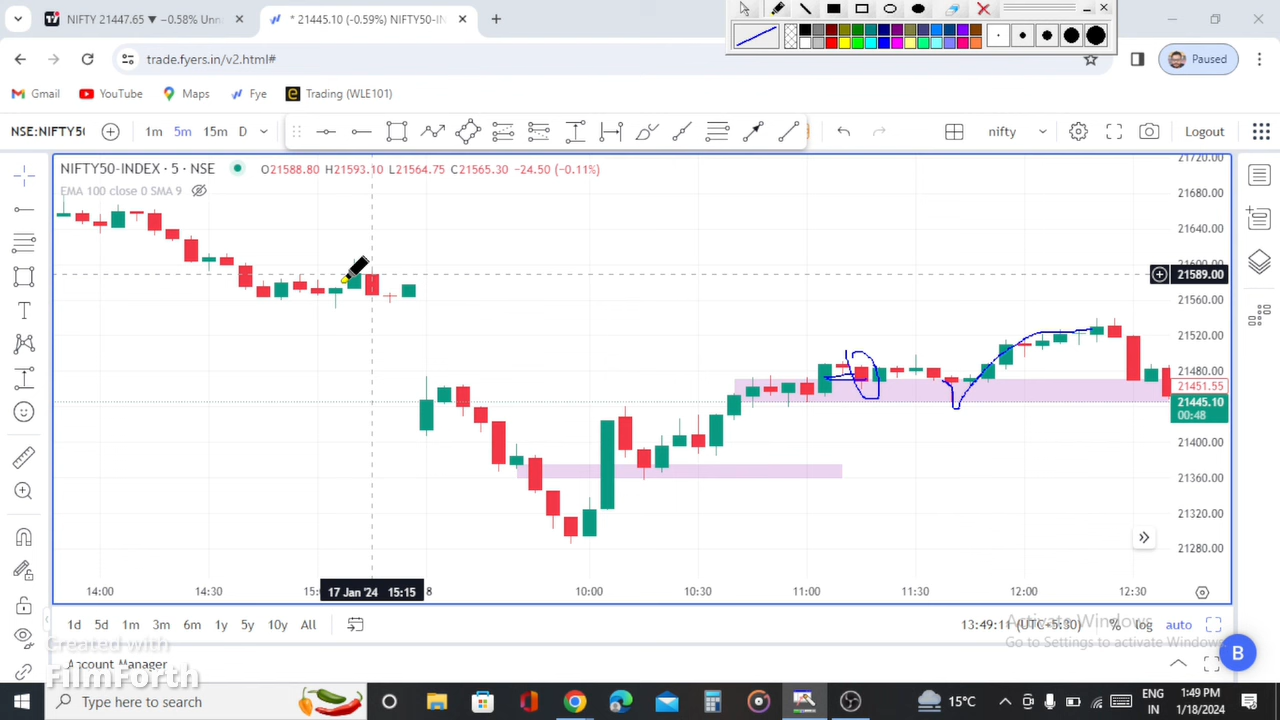 NIFTY 21447.65 ▼ −0.58% Un
* 21445.10 (-0.59%) NIFTY50-IN
trade.fyers.in/v2.html#
Paused
Gmail YouTube Maps Fye Trading (WLE101)
NSE:NIFTY50 1m 5m 15m D nifty Logout
NIFTY50-INDEX · 5 · NSE O21588.80 H21593.10 L21564.75 C21565.30 −24.50 (−0.11%)
EMA 100 close 0 SMA 9
21720.00
21680.00
21640.00
21600.00
21589.00
21560.00
21520.00
21480.00
21451.55
21445.10
00:48
21400.00
21360.00
21320.00
21280.00
14:00 14:30 15: 17 Jan '24 15:15 8 10:00 10:30 11:00 11:30 12:00 12:30
1d 5d 1m 3m 6m 1y 5y 10y All 13:49:11 (UTC+5:30) % log auto
Activate Windows
Go to Settings to activate Windows
Created with
FilmForth
Account Manager
B
Type here to search 15°C ENG IN 1:49 PM 1/18/2024